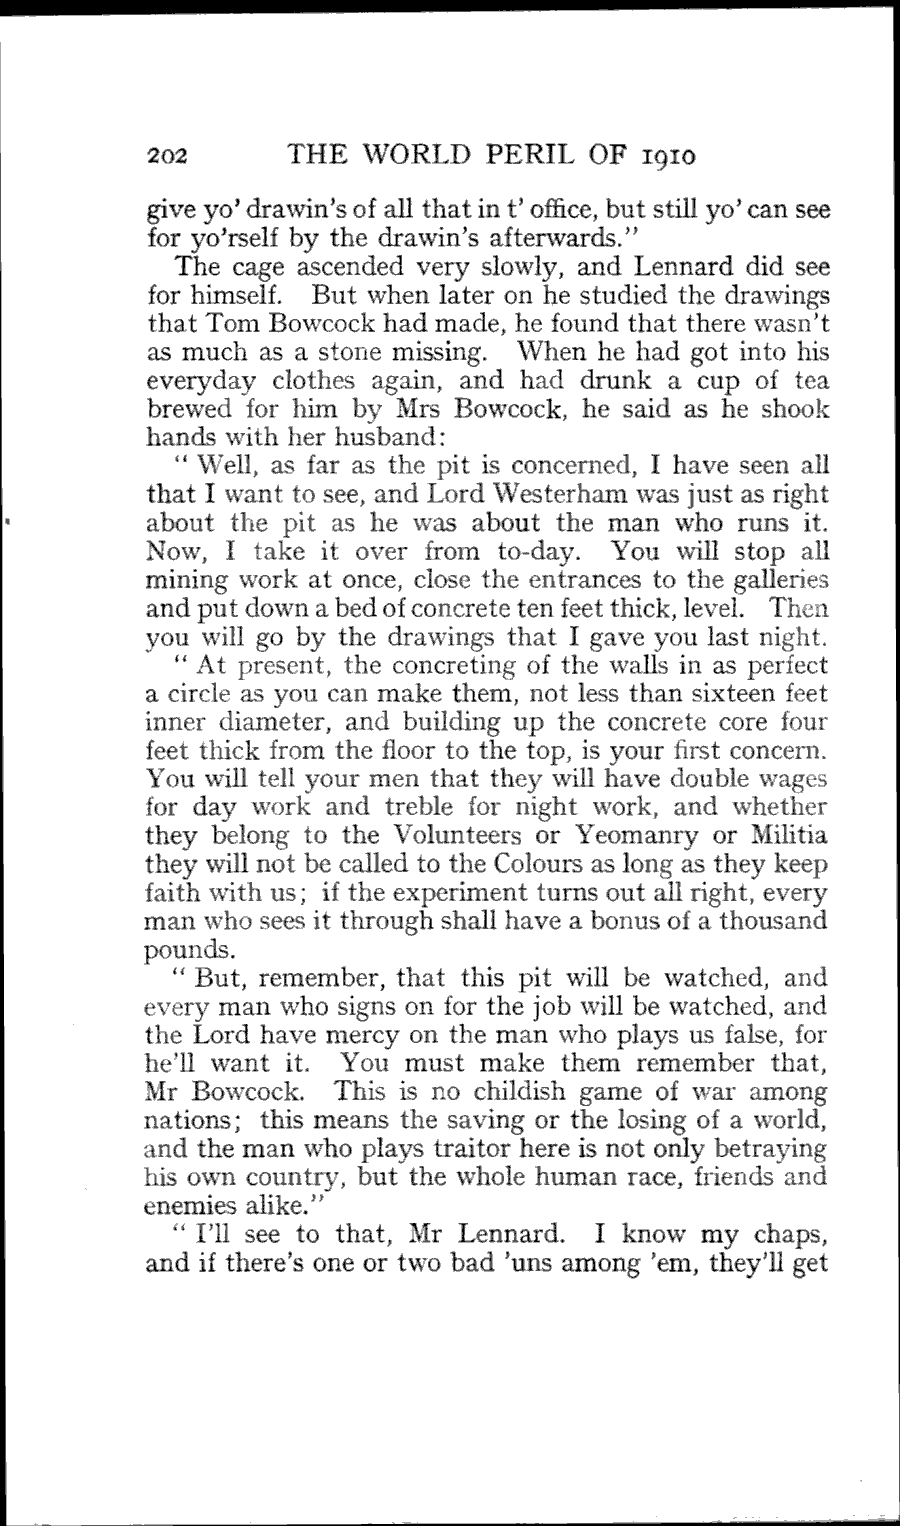 202 THE WORLD PERIL OF 1910
give yo' drawin's of all that in t' office, but still yo' can see
for yo'rself by the drawin's afterwards."
The cage ascended very slowly, and Lennard did see
for himself. But when later on he studied the drawings
that Tom Bowcock had made, he found that there wasn't
as much as a stone missing. When he had got into his
everyday clothes again, and had drunk a cup of tea
brewed for him by Mrs Bowcock, he said as he shook
hands with her husband:
" Well, as far as the pit is concerned, I have seen all
that I want to see, and Lord Westerham was just as right
about the pit as he was about the man who runs it.
Now, I take it over from to-day. You will stop all
mining work at once, close the entrances to the galleries
and put down a bed of concrete ten feet thick, level. Then
you will go by the drawings that I gave you last night.
" At present, the concreting of the walls in as perfect
a circle as you can make them, not less than sixteen feet
inner diameter, and building up the concrete core four
feet thick from the floor to the top, is your first concern.
You will tell your men that they will have double wages
for day work and treble for night work, and whether
they belong to the Volunteers or Yeomanry or Militia
they will not be called to the Colours as long as they keep
faith with us; if the experiment turns out all right, every
man who sees it through shall have a bonus of a thousand
pounds.
" But, remember, that this pit will be watched, and
every man who signs on for the job will be watched, and
the Lord have mercy on the man who plays us false, for
he'll want it. You must make them remember that,
Mr Bowcock. This is no childish game of war among
nations; this means the saving or the losing of a world,
and the man who plays traitor here is not only betraying
his own country, but the whole human race, friends and
enemies alike."
" I'll see to that, Mr Lennard. I know my chaps,
and if there's one or two bad 'uns among 'em, they'll get